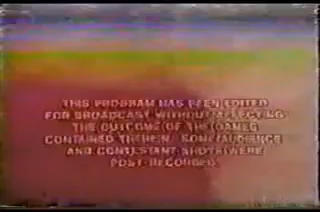 THIS PROGRAM HAS BEEN EDITED
FOR BROADCAST WITHOUT AFFECTING
THE OUTCOME OF THE GAMES
CONTAINED THEREIN. SOME AUDIENCE
AND CONTESTANT SHOTS WERE
POST-RECORDED.